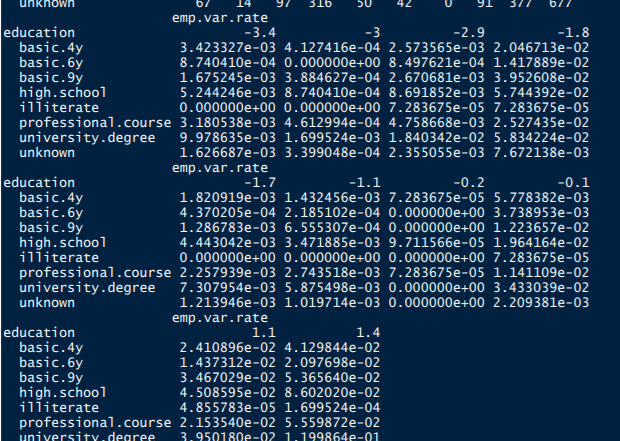 unknown 67 14 97 316 50 42 0 91 377 677
emp.var.rate
education -3.4 -3 -2.9 -1.8
basic.4y 3.423327e-03 4.127416e-04 2.573565e-03 2.046713e-02
basic.6y 8.740410e-04 0.000000e+00 8.497621e-04 1.417889e-02
basic.9y 1.675245e-03 3.884627e-04 2.670681e-03 3.952608e-02
high.school 5.244246e-03 8.740410e-04 8.691852e-03 5.744392e-02
illiterate 0.000000e+00 0.000000e+00 7.283675e-05 7.283675e-05
professional.course 3.180538e-03 4.612994e-04 4.758668e-03 2.527435e-02
university.degree 9.978635e-03 1.699524e-03 1.840342e-02 5.834224e-02
unknown 1.626687e-03 3.399048e-04 2.355055e-03 7.672138e-03
emp.var.rate
education -1.7 -1.1 -0.2 -0.1
basic.4y 1.820919e-03 1.432456e-03 7.283675e-05 5.778382e-03
basic.6y 4.370205e-04 2.185102e-04 0.000000e+00 3.738953e-03
basic.9y 1.286783e-03 6.555307e-04 0.000000e+00 1.223657e-02
high.school 4.443042e-03 3.471885e-03 9.711566e-05 1.964164e-02
illiterate 0.000000e+00 0.000000e+00 0.000000e+00 7.283675e-05
professional.course 2.257939e-03 2.743518e-03 7.283675e-05 1.141109e-02
university.degree 7.307954e-03 5.875498e-03 0.000000e+00 3.433039e-02
unknown 1.213946e-03 1.019714e-03 0.000000e+00 2.209381e-03
emp.var.rate
education 1.1 1.4
basic.4y 2.410896e-02 4.129844e-02
basic.6y 1.437312e-02 2.097698e-02
basic.9y 3.467029e-02 5.365640e-02
high.school 4.508595e-02 8.602020e-02
illiterate 4.855783e-05 1.699524e-04
professional.course 2.153540e-02 5.559872e-02
university.degree 3.950180e-02 1.199864e-01